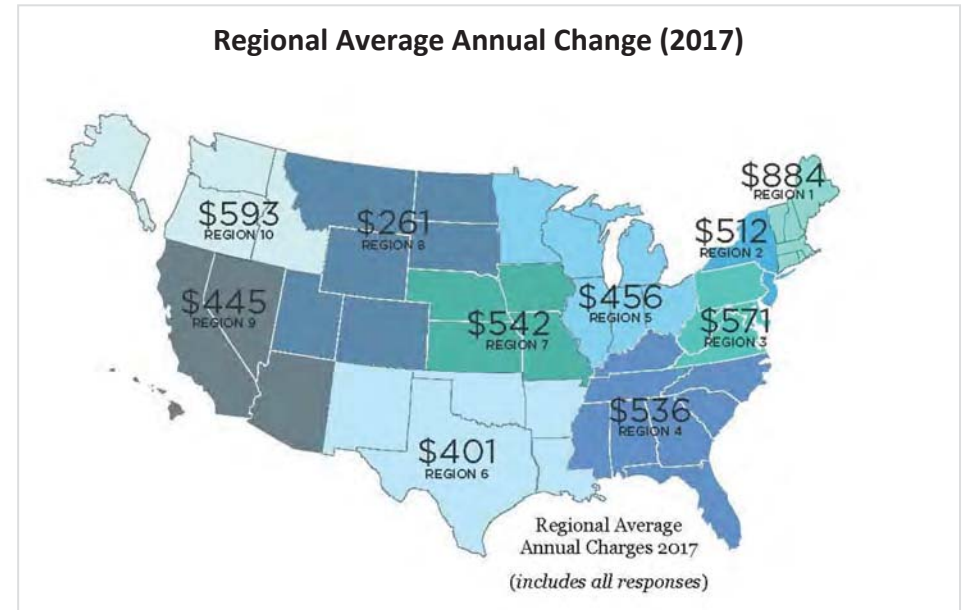 Regional Average Annual Change (2017)
$884
REGION 1
$593
REGION 10
$261
REGION 8
$512
REGION 2
$445
REGION 9
$542
REGION 7
$456
REGION 5
$571
REGION 3
$536
REGION 4
$401
REGION 6
Regional Average
Annual Charges 2017
(includes all responses)